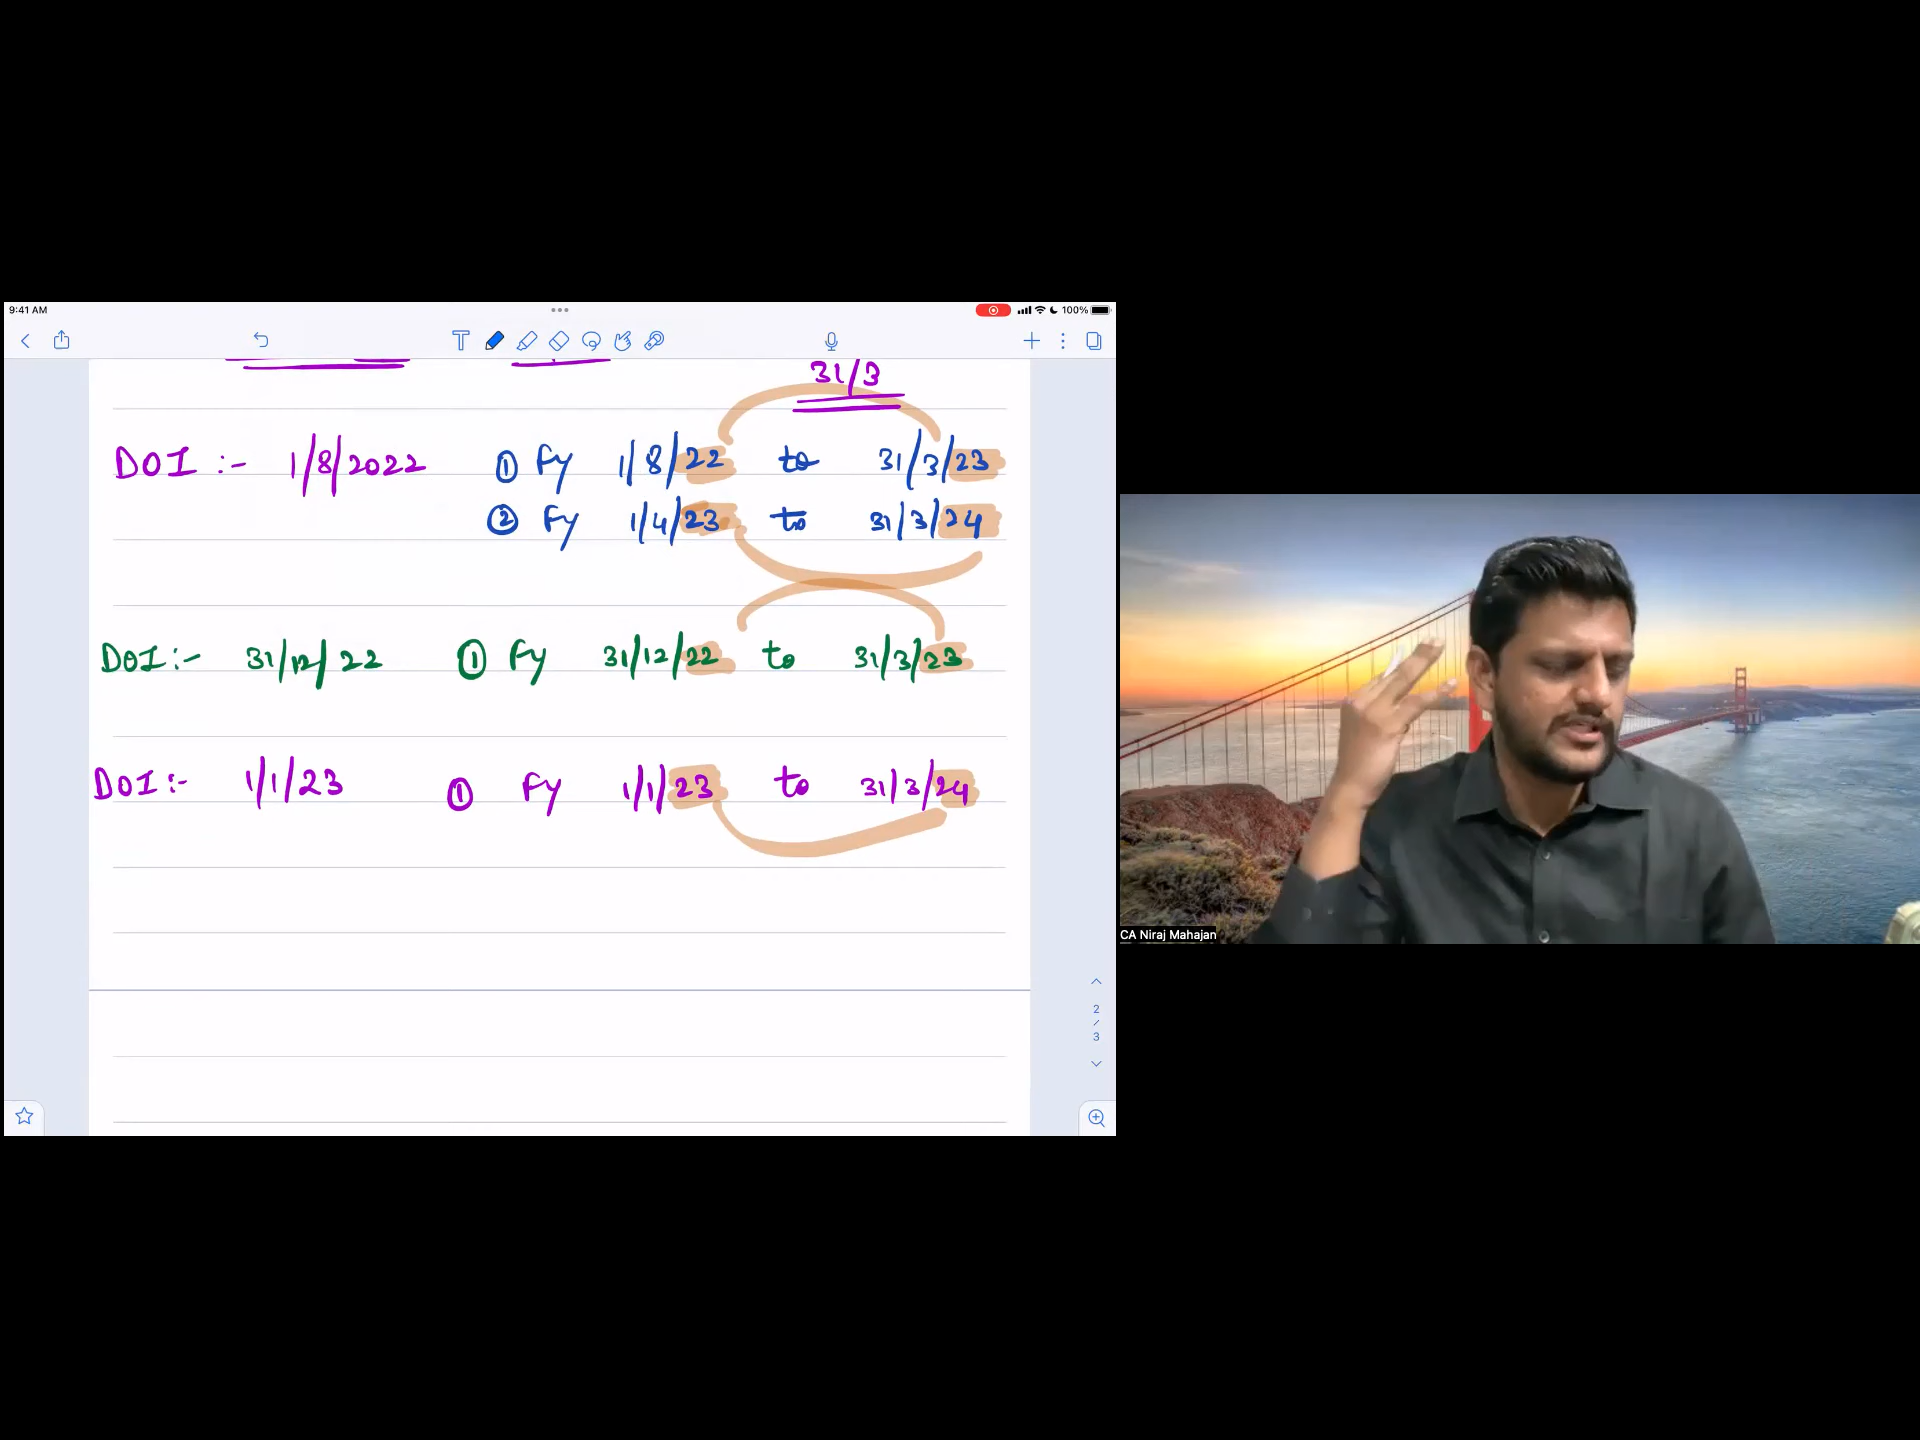 9:41 AM
100%
T
31/3
DOI :- 1/8/2022 ① Fy 1/8/22 to 31/3/23
② Fy 1/4/23 to 31/3/24
DOI :- 31/12/22 ① Fy 31/12/22 to 31/3/23
DOI :- 1/1/23 ① Fy 1/1/23 to 31/3/24
2
/
3
CA Niraj Mahajan